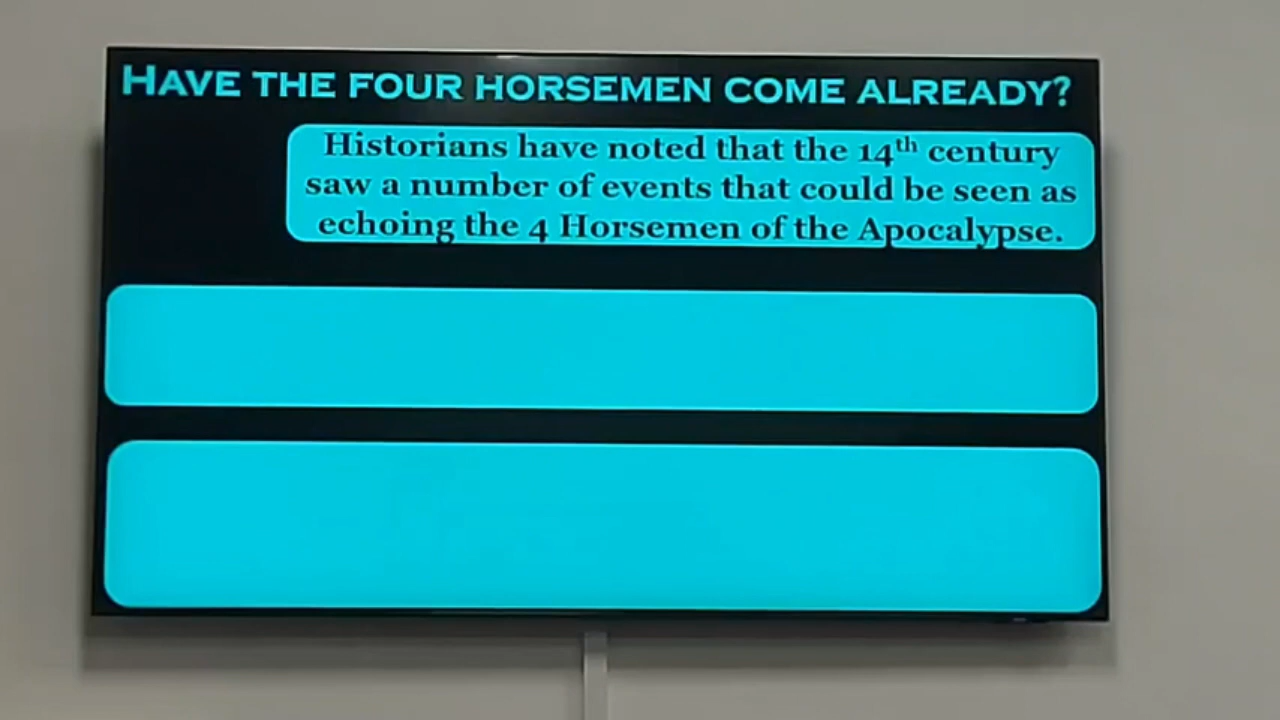 HAVE THE FOUR HORSEMEN COME ALREADY?
Historians have noted that the 14th century
saw a number of events that could be seen as
echoing the 4 Horsemen of the Apocalypse.